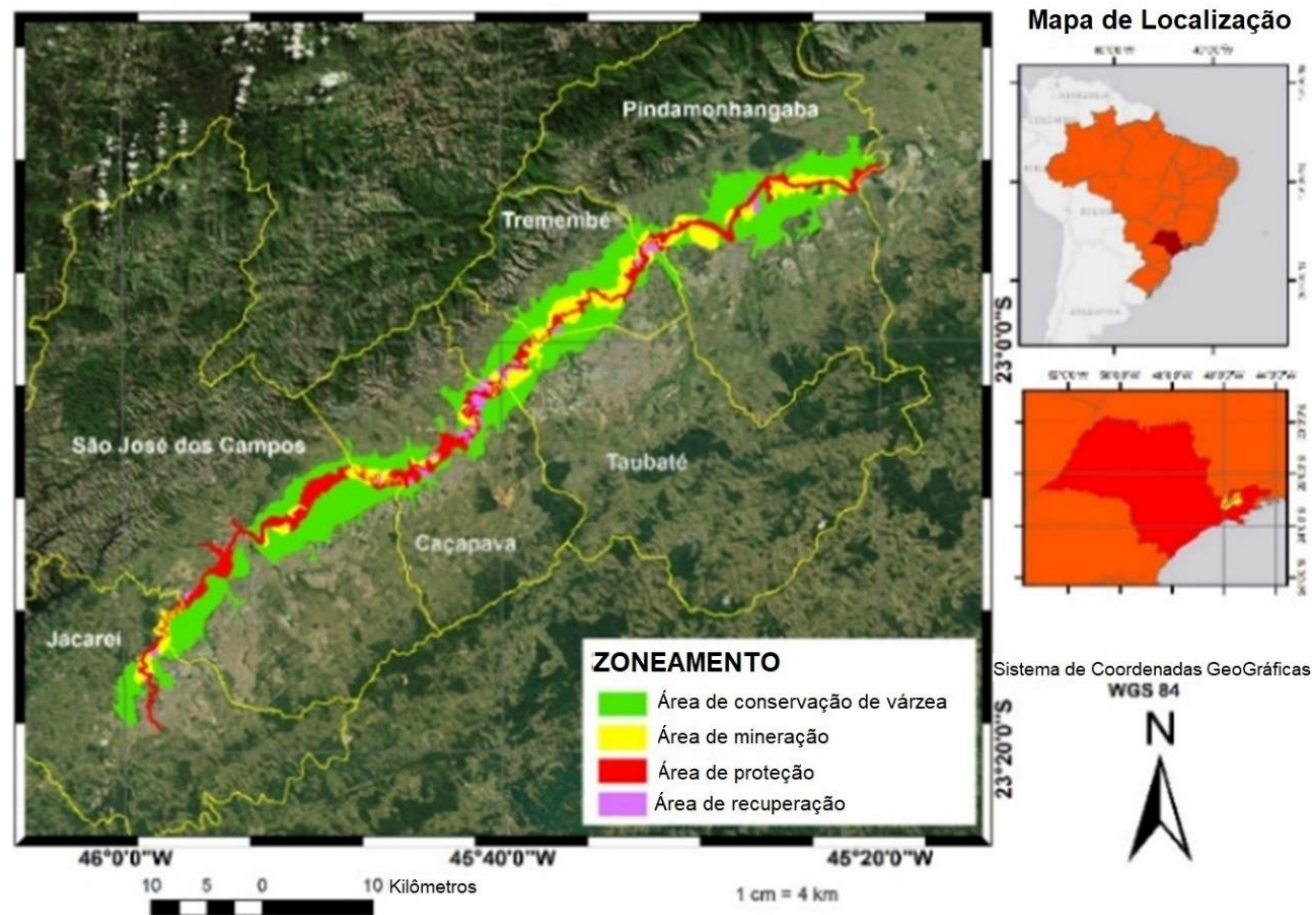 Mapa de Localização
Pindamonhangaba
Tremembé
São José dos Campos
Taubaté
Caçapava
Jacareí
ZONEAMENTO
Área de conservação de várzea
Área de mineração
Área de proteção
Área de recuperação
23°0'0"S
23°20'0"S
46°0'0"W
45°40'0"W
45°20'0"W
10 5 0 10 Kilômetros
1 cm = 4 km
Sistema de Coordenadas GeoGráficas
WGS 84
N